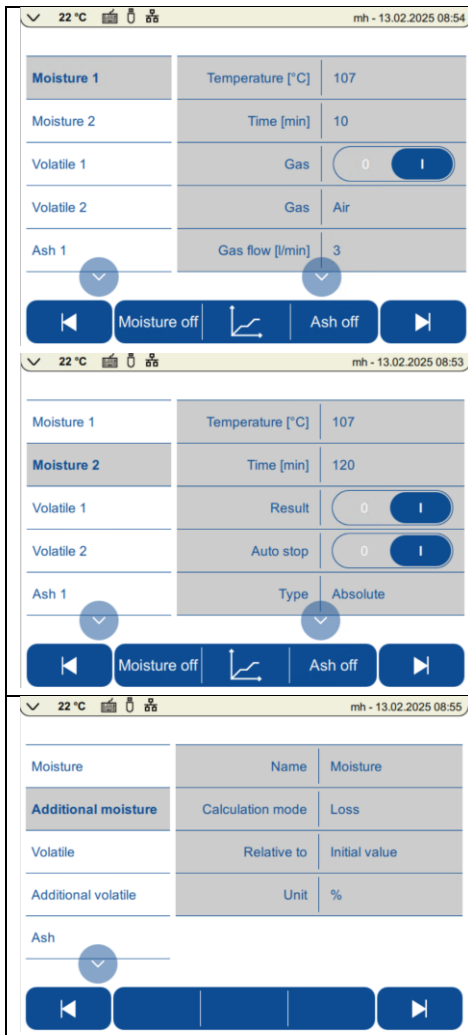 22 °C mh - 13.02.2025 08:54
Moisture 1 Temperature [°C] 107
Moisture 2 Time [min] 10
Volatile 1 Gas 0 I
Volatile 2 Gas Air
Ash 1 Gas flow [l/min] 3
Moisture off Ash off
22 °C mh - 13.02.2025 08:53
Moisture 1 Temperature [°C] 107
Moisture 2 Time [min] 120
Volatile 1 Result 0 I
Volatile 2 Auto stop 0 I
Ash 1 Type Absolute
Moisture off Ash off
22 °C mh - 13.02.2025 08:55
Moisture Name Moisture
Additional moisture Calculation mode Loss
Volatile Relative to Initial value
Additional volatile Unit %
Ash